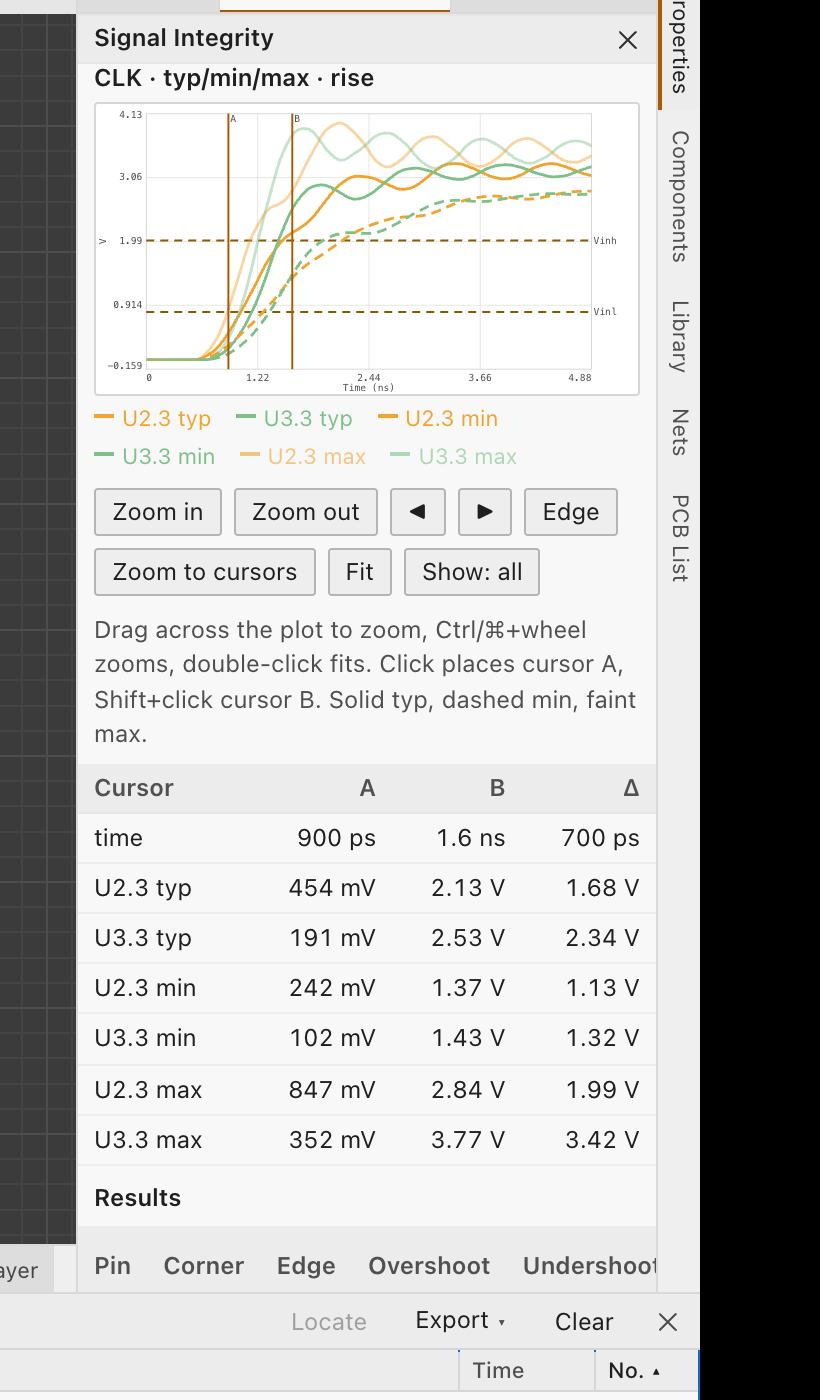 Signal Integrity
CLK · typ/min/max · rise
4.13
A
B
3.06
V
1.99
Vinh
0.914
Vinl
−0.159
0
1.22
2.44
3.66
4.88
Time (ns)
U2.3 typ U3.3 typ U2.3 min
U3.3 min U2.3 max U3.3 max
Zoom in Zoom out ◀ ▶ Edge
Zoom to cursors Fit Show: all
Drag across the plot to zoom, Ctrl/⌘+wheel
zooms, double-click fits. Click places cursor A,
Shift+click cursor B. Solid typ, dashed min, faint
max.
Cursor A B Δ
time 900 ps 1.6 ns 700 ps
U2.3 typ 454 mV 2.13 V 1.68 V
U3.3 typ 191 mV 2.53 V 2.34 V
U2.3 min 242 mV 1.37 V 1.13 V
U3.3 min 102 mV 1.43 V 1.32 V
U2.3 max 847 mV 2.84 V 1.99 V
U3.3 max 352 mV 3.77 V 3.42 V
Results
Pin Corner Edge Overshoot Undershoot
roperties
Components
Library
Nets
PCB List
ayer
Locate Export ▾ Clear
Time No. ▴